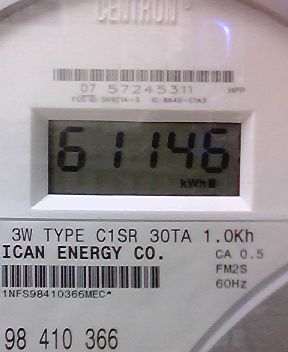 CENTRON
07 57245311 HPP
61146
kWh
3W TYPE C1SR 30TA 1.0Kh
ICAN ENERGY CO. CA 0.5
FM2S
60Hz
1NFS98410366MEC*
98 410 366